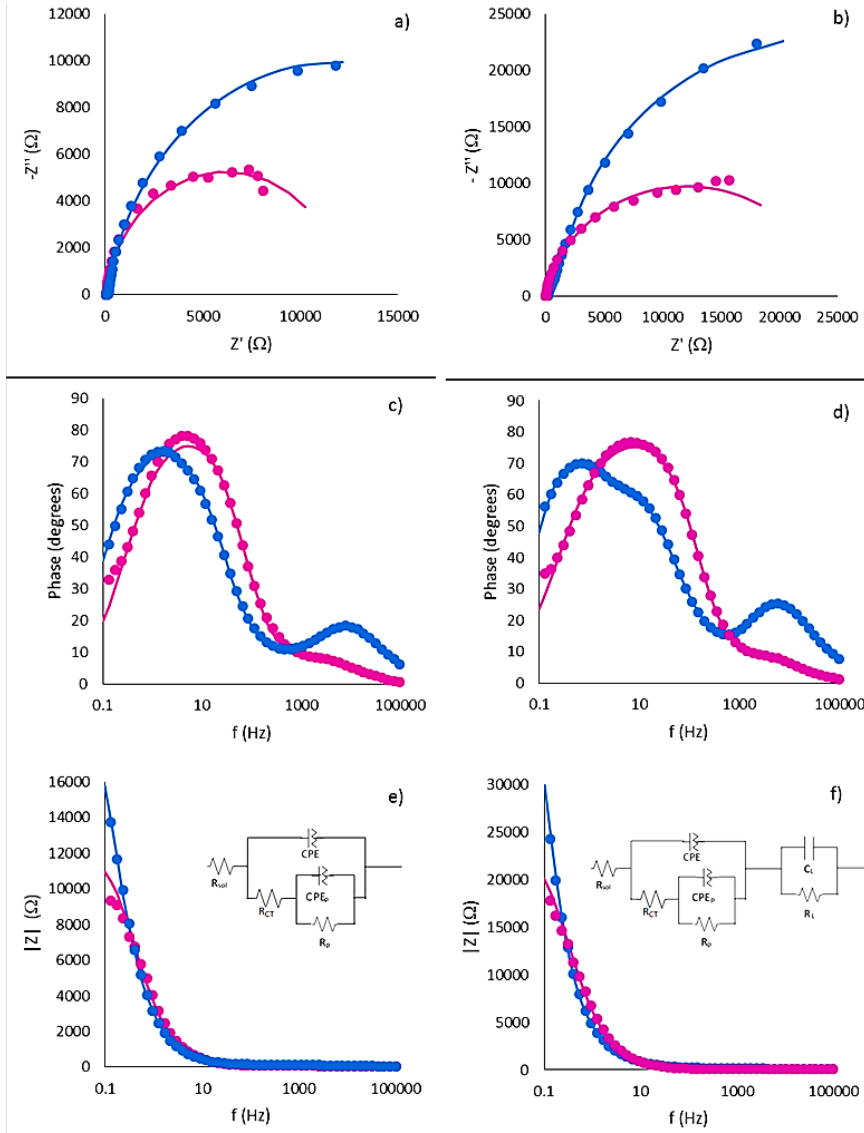 a)
10000
8000
6000
4000
2000
0
-Z'' (Ω)
0
5000
10000
15000
Z' (Ω)
b)
25000
20000
15000
10000
5000
0
- Z'' (Ω)
0
5000
10000
15000
20000
25000
Z' (Ω)
c)
90
80
70
60
50
40
30
20
10
0
Phase (degrees)
0.1
10
1000
100000
f (Hz)
d)
90
80
70
60
50
40
30
20
10
0
Phase (degrees)
0.1
10
1000
100000
f (Hz)
e)
16000
14000
12000
10000
8000
6000
4000
2000
0
|Z| (Ω)
CPE
Rsol
CPEp
RCT
Rp
0.1
10
1000
100000
f (Hz)
f)
30000
25000
20000
15000
10000
5000
0
|Z| (Ω)
CPE
CL
Rsol
CPEp
RCT
RL
Rp
0.1
10
1000
100000
f (Hz)